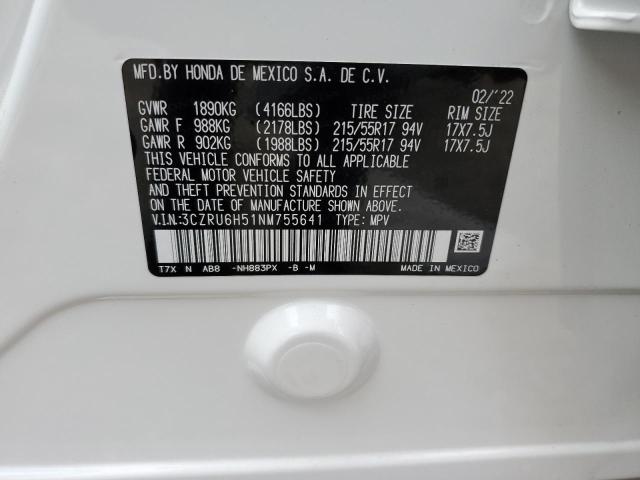 MFD.BY HONDA DE MEXICO S.A. DE C.V.
02/'22
GVWR 1890KG (4166LBS) TIRE SIZE RIM SIZE
GAWR F 988KG (2178LBS) 215/55R17 94V 17X7.5J
GAWR R 902KG (1988LBS) 215/55R17 94V 17X7.5J
THIS VEHICLE CONFORMS TO ALL APPLICABLE
FEDERAL MOTOR VEHICLE SAFETY
AND THEFT PREVENTION STANDARDS IN EFFECT
ON THE DATE OF MANUFACTURE SHOWN ABOVE.
V.I.N.:3CZRU6H51NM755641 TYPE: MPV
T7X N AB8 -NH883PX -B -M MADE IN MEXICO